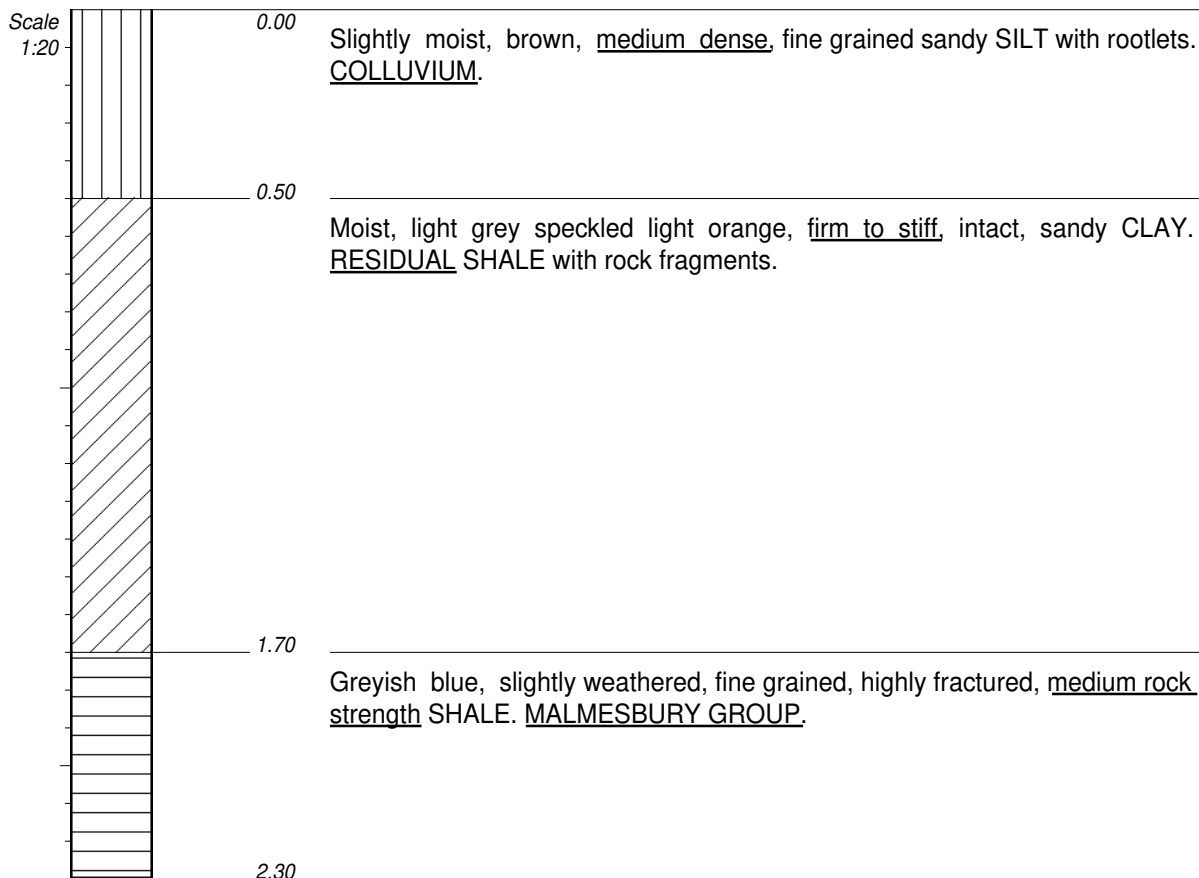 Scale
1:20
0.00
Slightly moist, brown, medium dense, fine grained sandy SILT with rootlets.
COLLUVIUM.
0.50
Moist, light grey speckled light orange, firm to stiff, intact, sandy CLAY.
RESIDUAL SHALE with rock fragments.
1.70
Greyish blue, slightly weathered, fine grained, highly fractured, medium rock
strength SHALE. MALMESBURY GROUP.
2.30